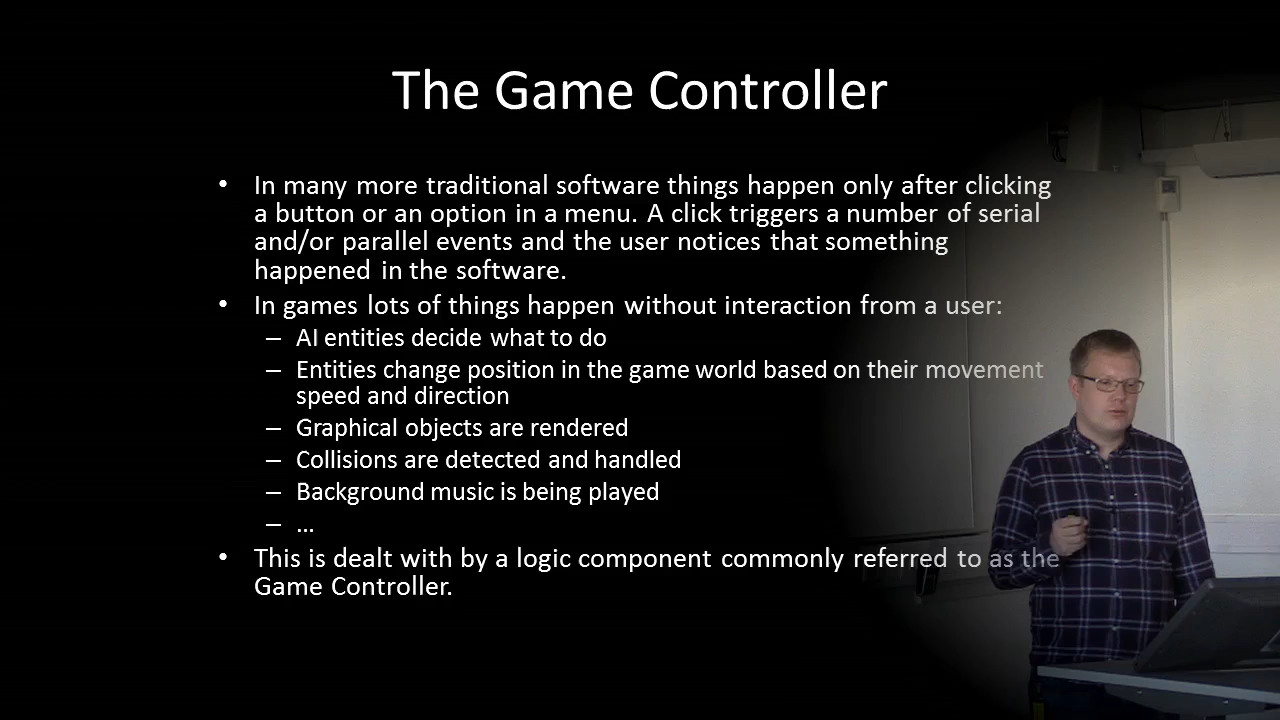 The Game Controller
• In many more traditional software things happen only after clicking
a button or an option in a menu. A click triggers a number of serial
and/or parallel events and the user notices that something
happened in the software.
• In games lots of things happen without interaction from a user:
– AI entities decide what to do
– Entities change position in the game world based on their movement
speed and direction
– Graphical objects are rendered
– Collisions are detected and handled
– Background music is being played
– …
• This is dealt with by a logic component commonly referred to as the
Game Controller.